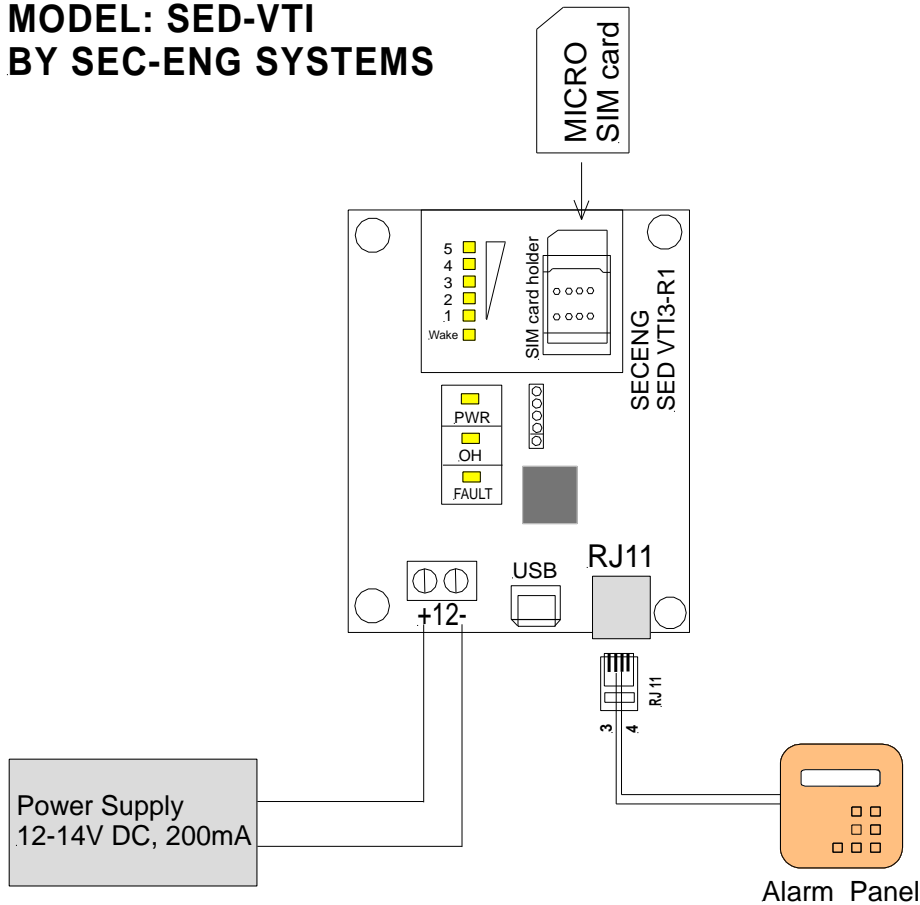 MODEL: SED-VTI
BY SEC-ENG SYSTEMS
MICRO
SIM card
5
4
3
2
1
Wake
SIM card holder
SECENG
SED VTI3-R1
PWR
OH
FAULT
USB
RJ11
+12-
RJ 11
3
4
Power Supply
12-14V DC, 200mA
Alarm Panel